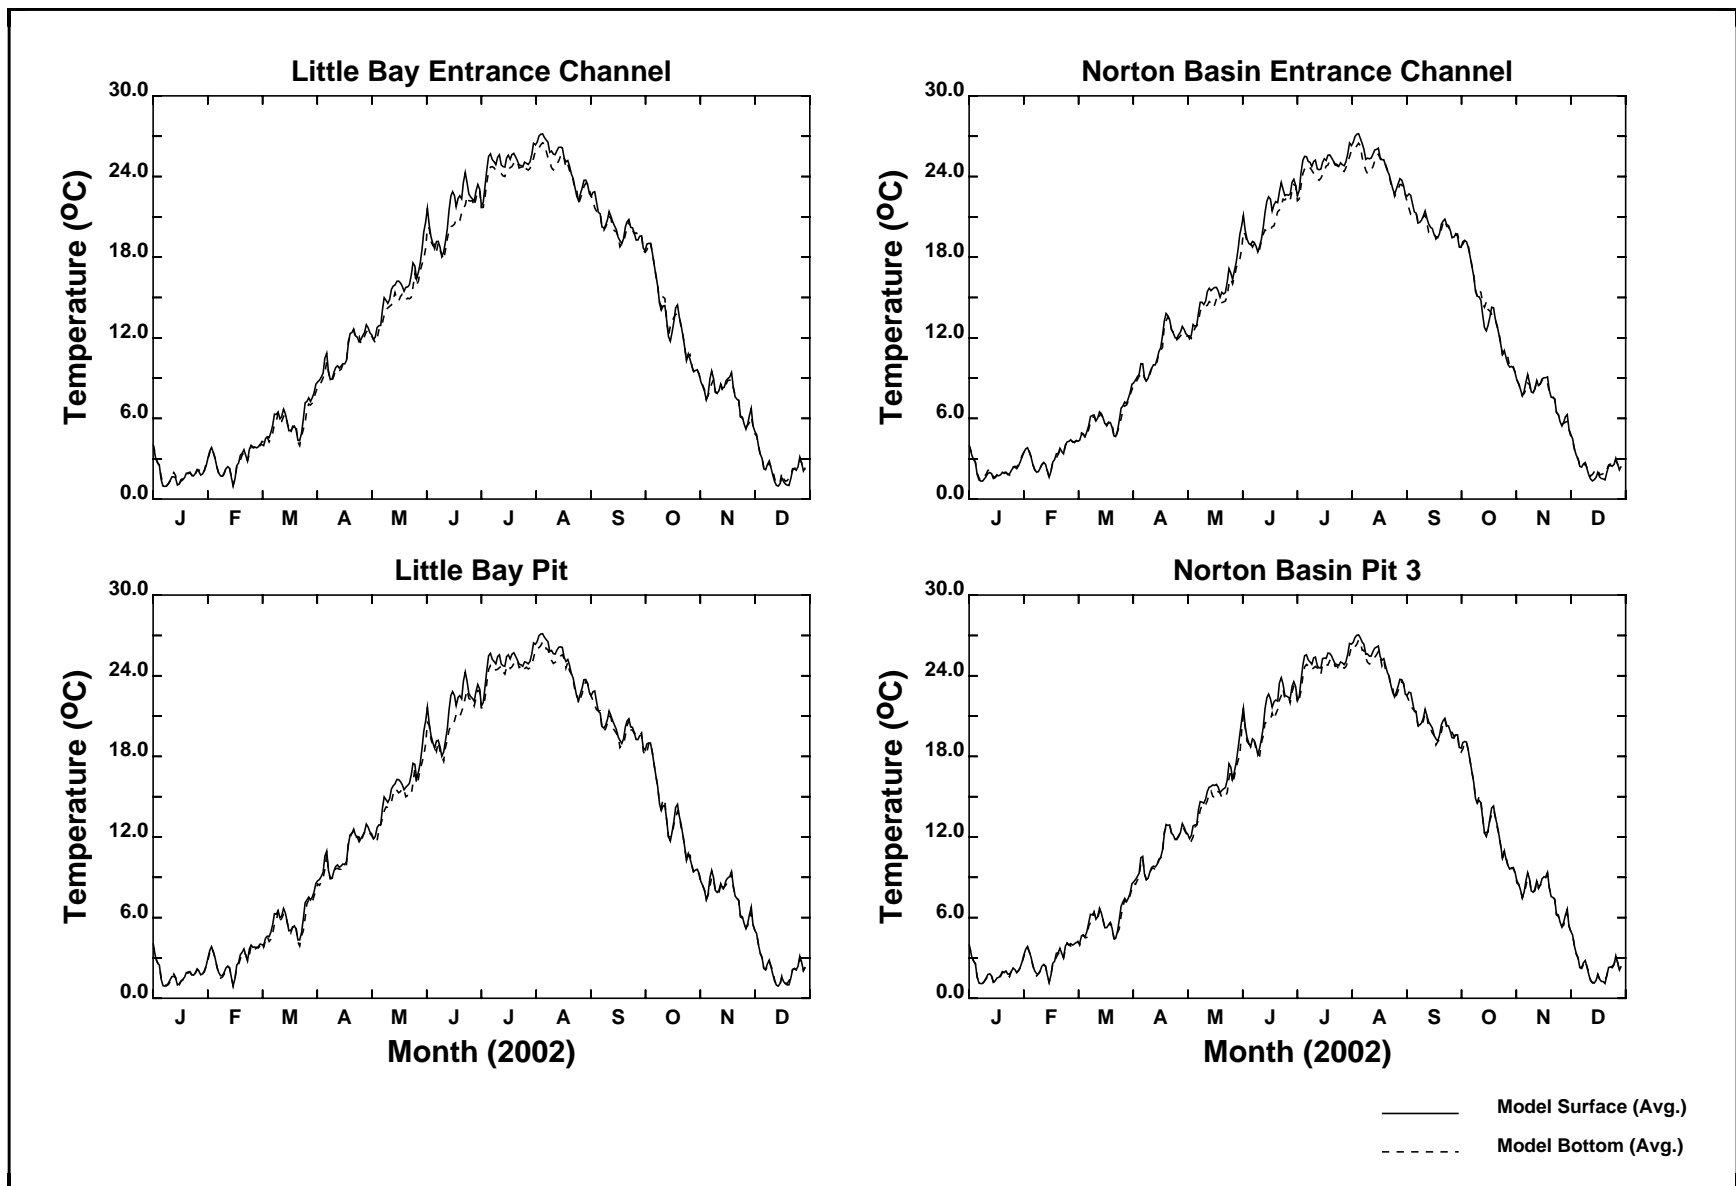 Little Bay Entrance Channel
30.0
24.0
18.0
12.0
6.0
0.0
Temperature (oC)
J F M A M J J A S O N D
Norton Basin Entrance Channel
30.0
24.0
18.0
12.0
6.0
0.0
Temperature (oC)
J F M A M J J A S O N D
Little Bay Pit
30.0
24.0
18.0
12.0
6.0
0.0
Temperature (oC)
J F M A M J J A S O N D
Month (2002)
Norton Basin Pit 3
30.0
24.0
18.0
12.0
6.0
0.0
Temperature (oC)
J F M A M J J A S O N D
Month (2002)
Model Surface (Avg.)
Model Bottom (Avg.)